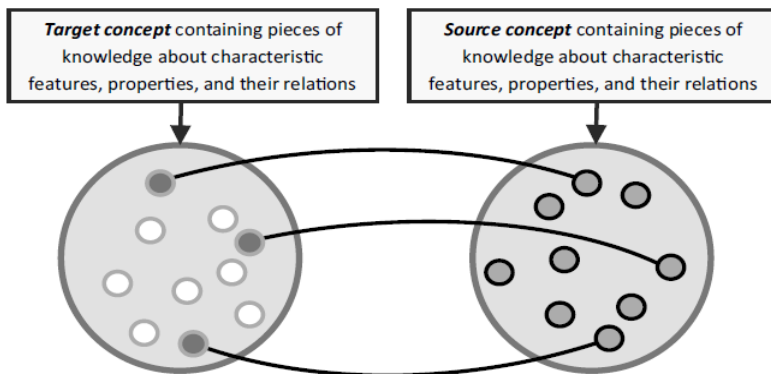 Target concept containing pieces of
knowledge about characteristic
features, properties, and their relations
Source concept containing pieces of
knowledge about characteristic
features, properties, and their relations